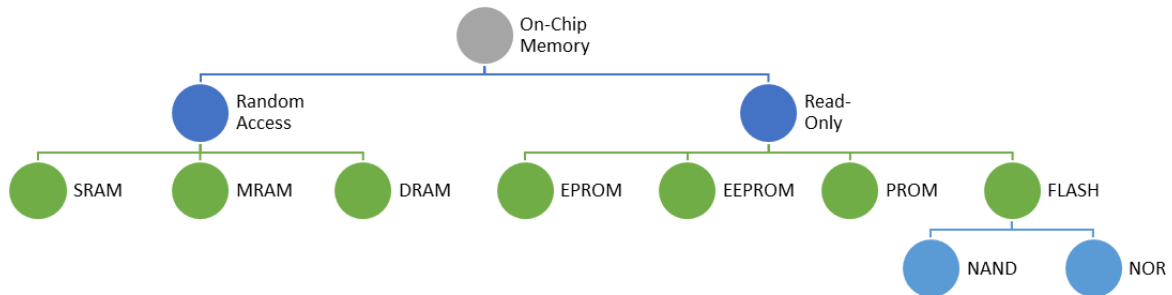 On-Chip
Memory
Random
Access
Read-
Only
SRAM
MRAM
DRAM
EPROM
EEPROM
PROM
FLASH
NAND
NOR